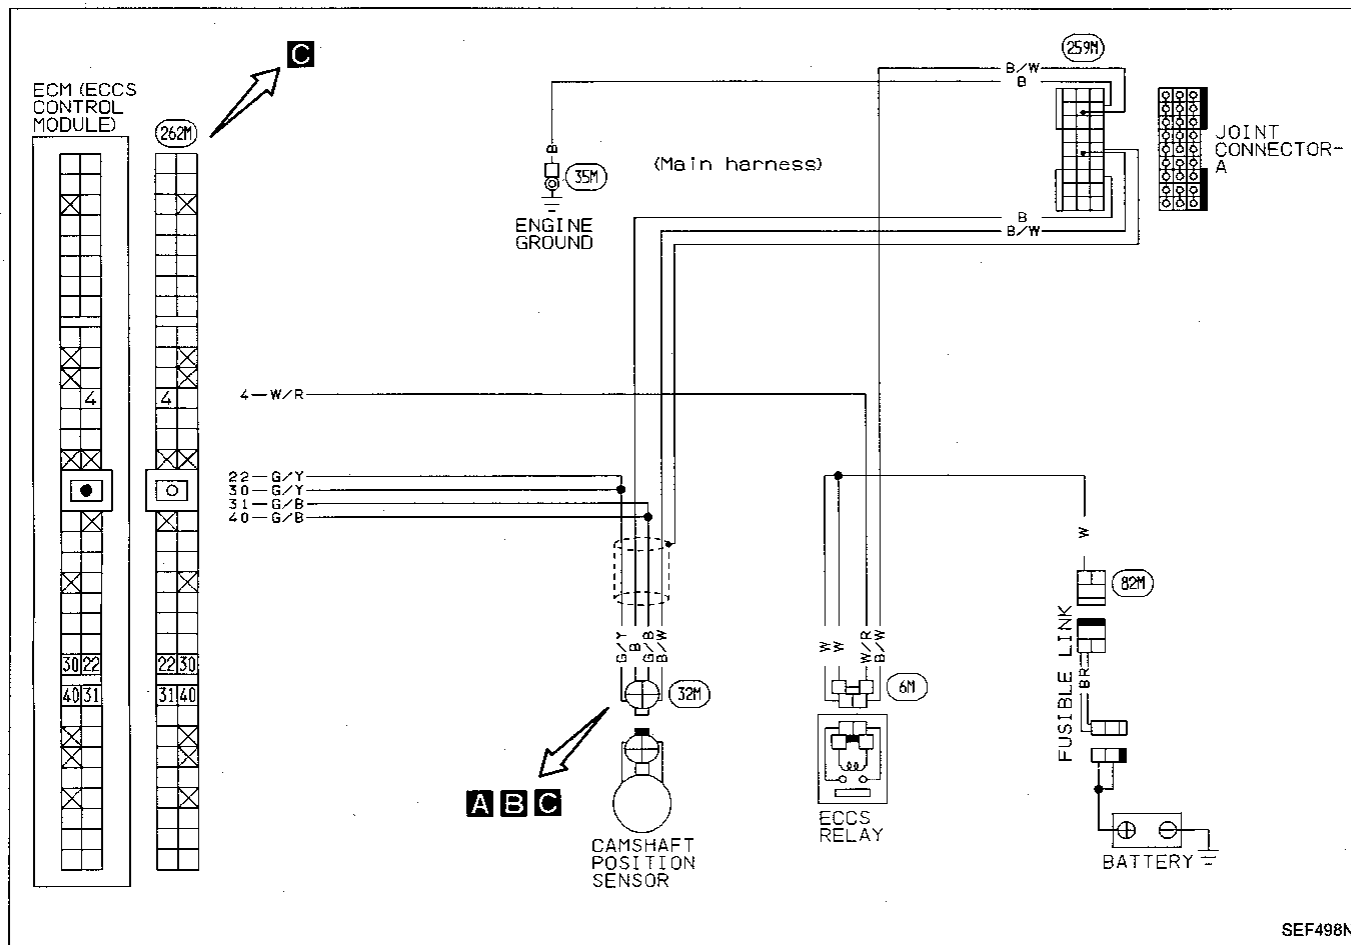 C
259M
ECM (ECCS
CONTROL
MODULE)
262M
B/W
B
JOINT
CONNECTOR-
A
B
35M
(Main harness)
ENGINE
GROUND
B
B/W
4
4
4 W/R
22 G/Y
30 G/Y
31 G/B
40 G/B
W
82M
FUSIBLE LINK
30 22
22 30
40 31
31 40
G/Y
B
G/B
B/W
W
W
W/R
B/W
BR
32M
6M
A B C
CAMSHAFT
POSITION
SENSOR
ECCS
RELAY
BATTERY
SEF498N